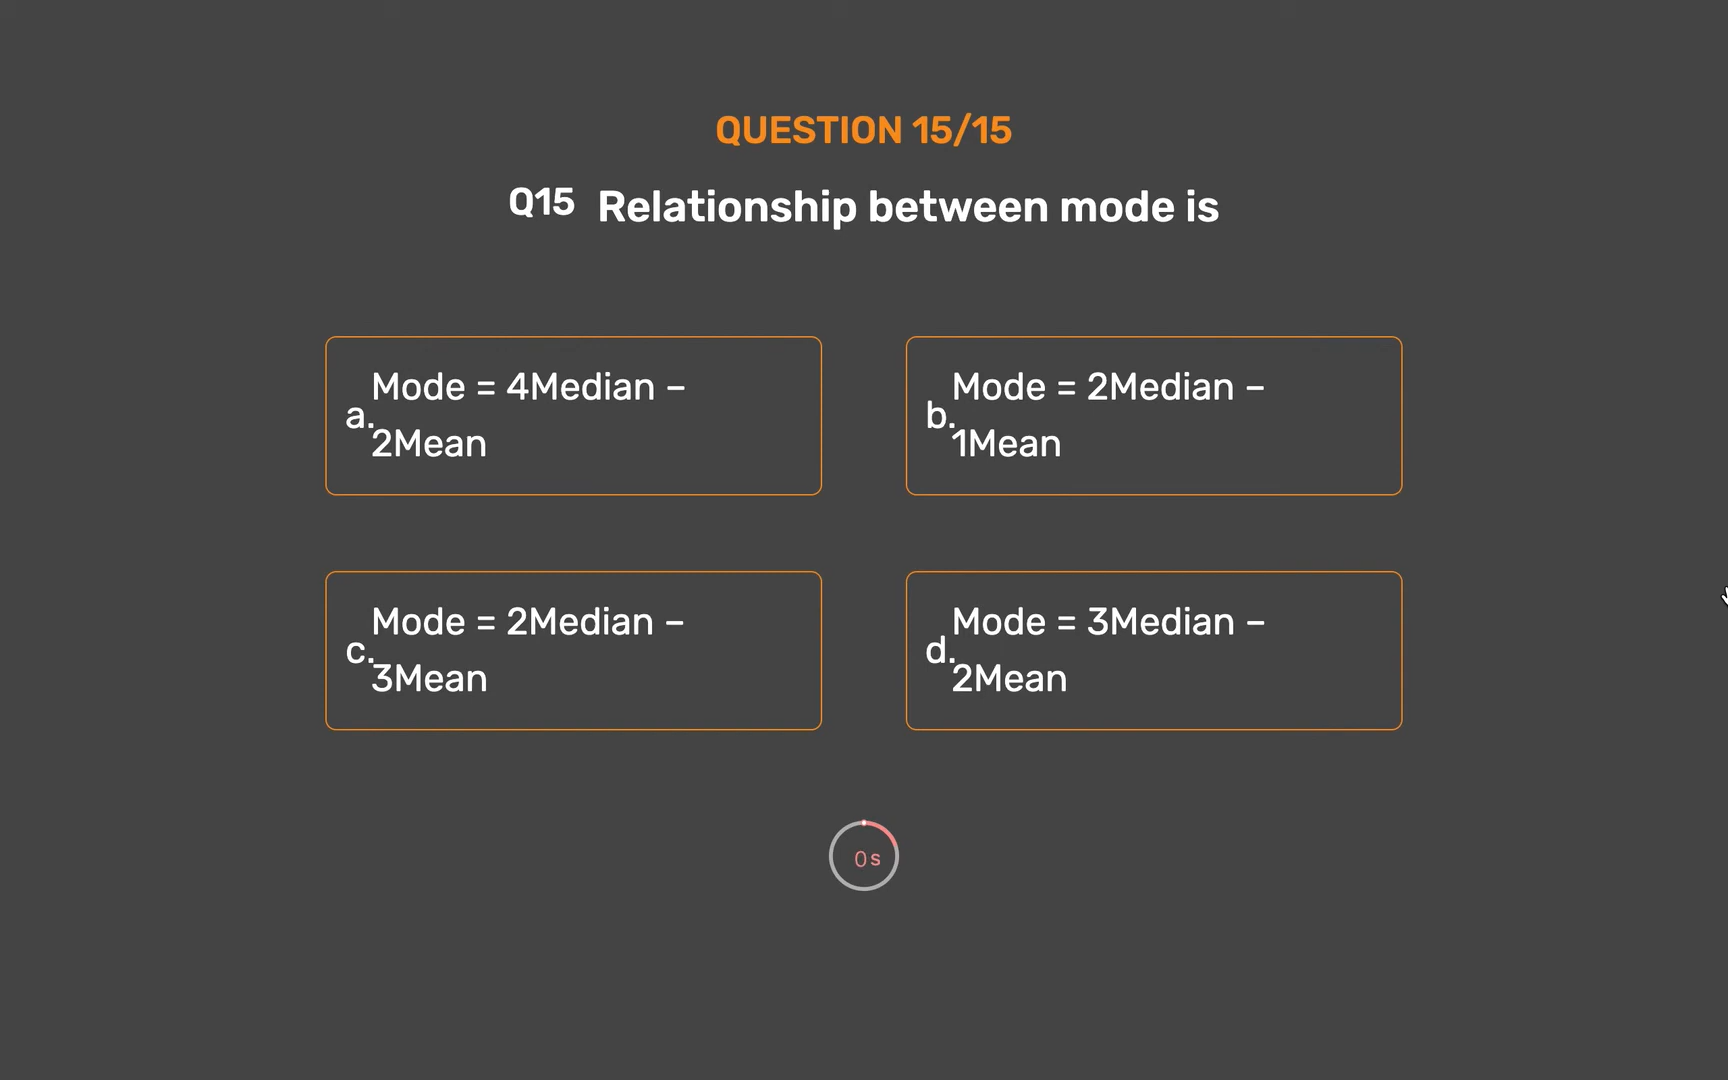 QUESTION 15/15
Q15 Relationship between mode is
a. Mode = 4Median –
2Mean
b. Mode = 2Median –
1Mean
c. Mode = 2Median –
3Mean
d. Mode = 3Median –
2Mean
0s